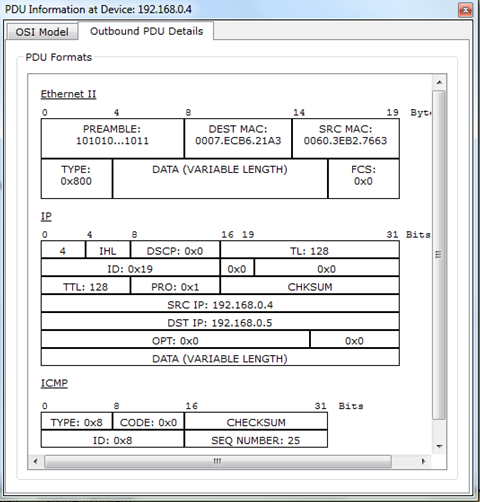 PDU Information at Device: 192.168.0.4
OSI Model Outbound PDU Details
PDU Formats
Ethernet II
0 4 8 14 19 Byt
PREAMBLE: DEST MAC: SRC MAC:
101010...1011 0007.ECB6.21A3 0060.3EB2.7663
TYPE: DATA (VARIABLE LENGTH) FCS:
0x800 0x0
IP
0 4 8 16 19 31 Bits
4 IHL DSCP: 0x0 TL: 128
ID: 0x19 0x0 0x0
TTL: 128 PRO: 0x1 CHKSUM
SRC IP: 192.168.0.4
DST IP: 192.168.0.5
OPT: 0x0 0x0
DATA (VARIABLE LENGTH)
ICMP
0 8 16 31 Bits
TYPE: 0x8 CODE: 0x0 CHECKSUM
ID: 0x8 SEQ NUMBER: 25